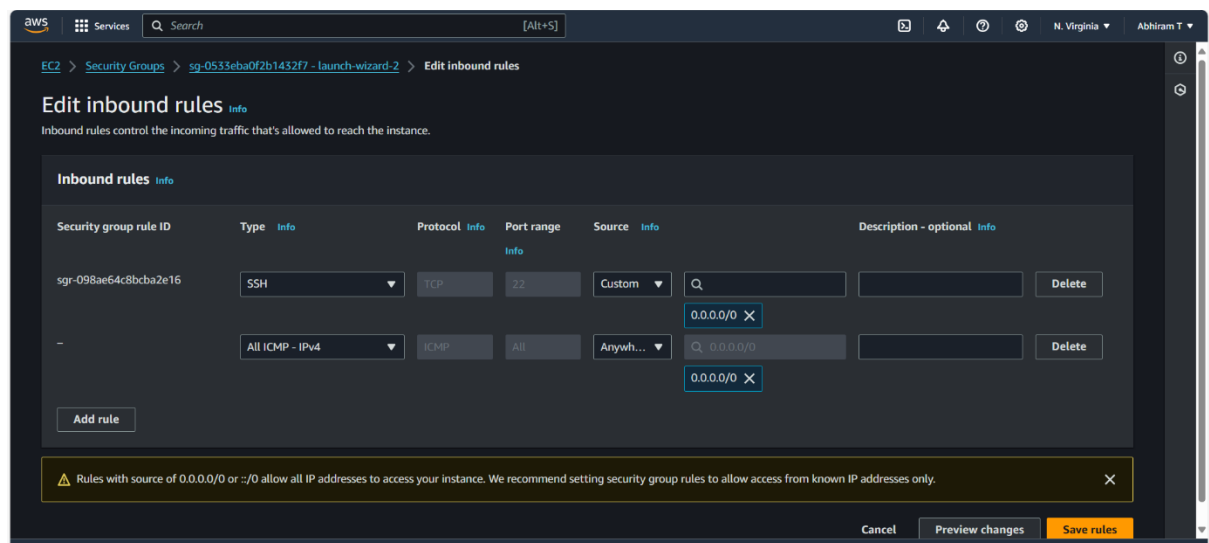 aws Services Search [Alt+S] N. Virginia Abhiram T
EC2 > Security Groups > sg-0533eba0f2b1432f7 - launch-wizard-2 > Edit inbound rules
Edit inbound rules Info
Inbound rules control the incoming traffic that's allowed to reach the instance.
Inbound rules Info
Security group rule ID Type Info Protocol Info Port range Source Info Description - optional Info
Info
sgr-098ae64c8bcba2e16 SSH TCP 22 Custom Delete
0.0.0.0/0
– All ICMP - IPv4 ICMP All Anywh... 0.0.0.0/0 Delete
0.0.0.0/0
Add rule
Rules with source of 0.0.0.0/0 or ::/0 allow all IP addresses to access your instance. We recommend setting security group rules to allow access from known IP addresses only.
Cancel Preview changes Save rules